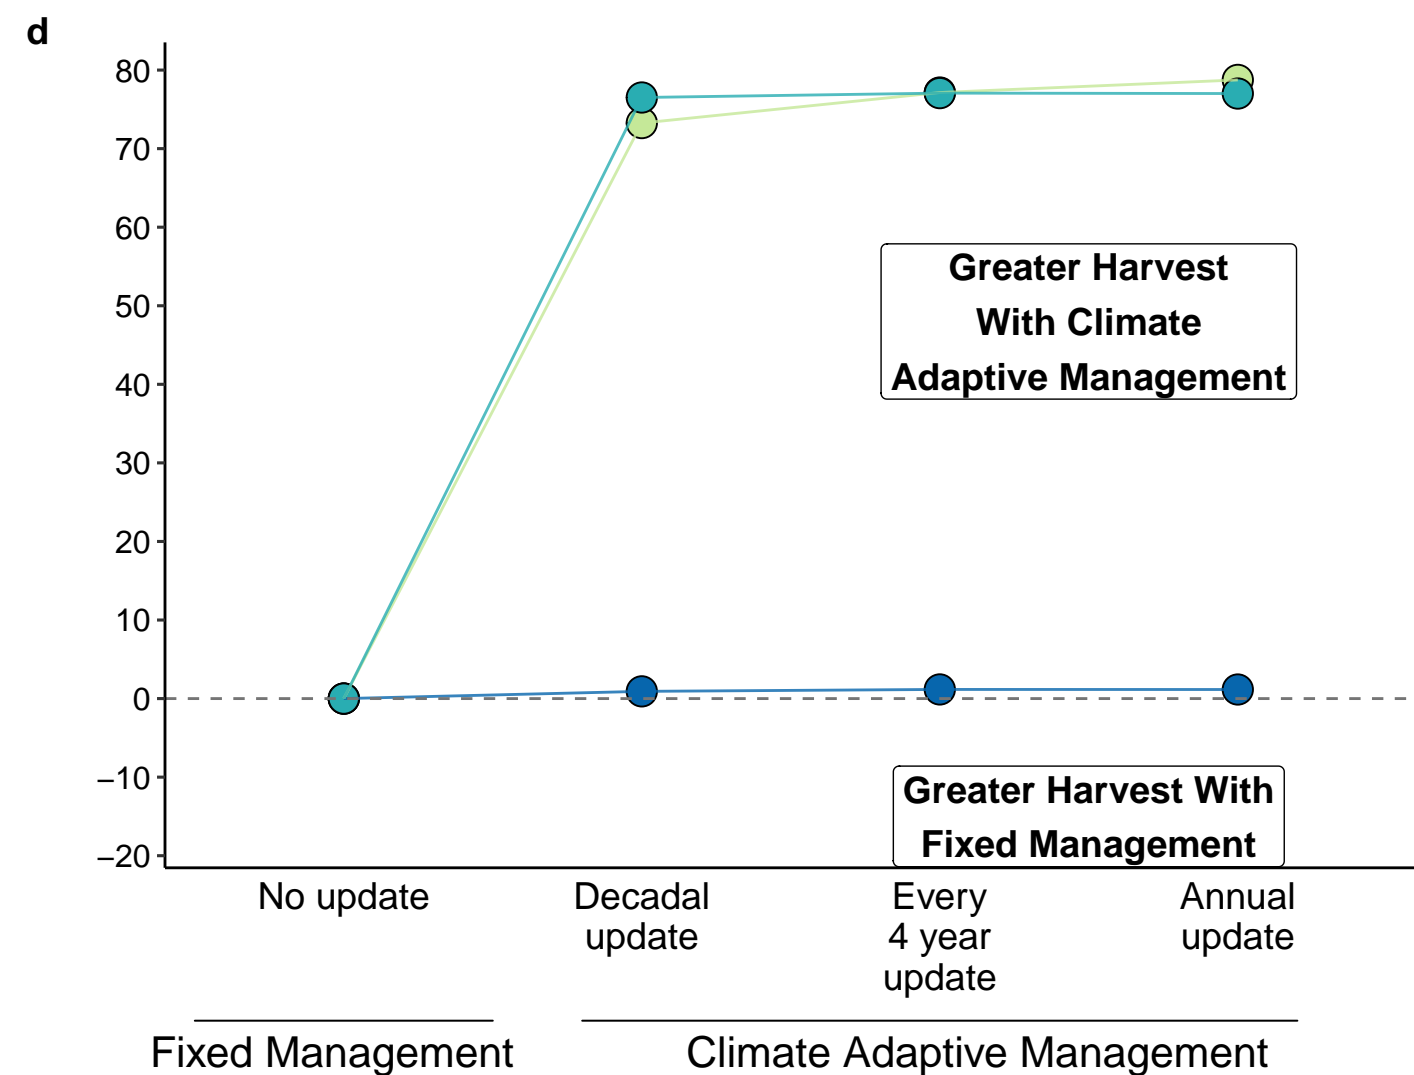 d
80
70
60
50
40
30
20
10
0
−10
−20
Greater Harvest
With Climate
Adaptive Management
Greater Harvest With
Fixed Management
No update
Decadal
update
Every
4 year
update
Annual
update
Fixed Management
Climate Adaptive Management